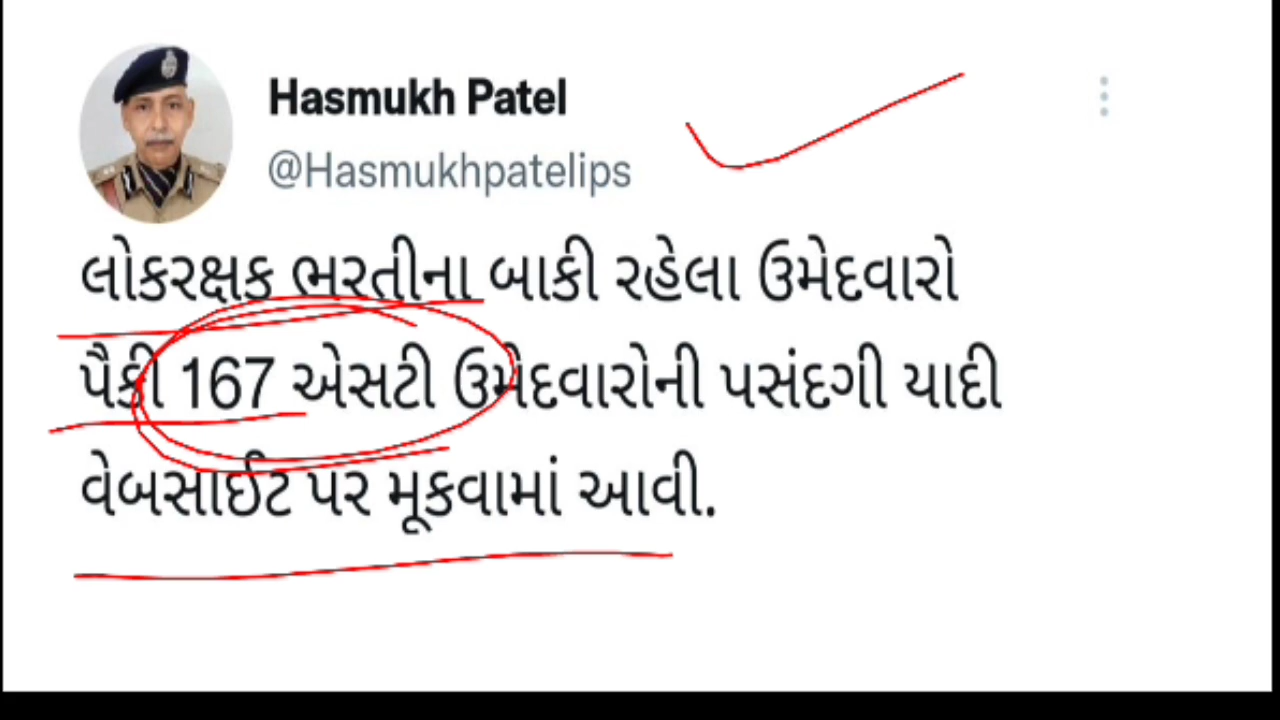 Hasmukh Patel
@Hasmukhpatelips
લોકરક્ષક ભરતીના બાકી રહેલા ઉમેદવારો
પૈકી 167 એસટી ઉમેદવારોની પસંદગી યાદી
વેબસાઈટ પર મૂકવામાં આવી.